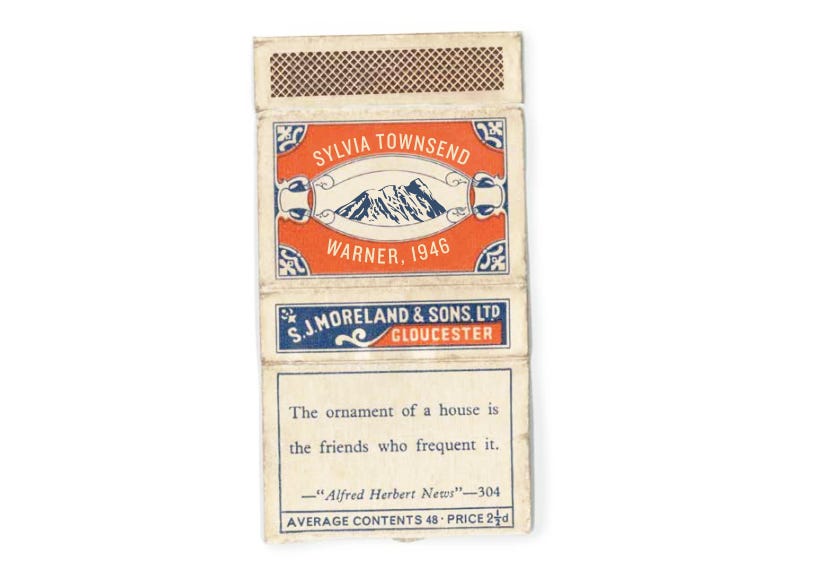 SYLVIA TOWNSEND
WARNER, 1946
S.J.MORELAND & SONS, LTD
GLOUCESTER
The ornament of a house is
the friends who frequent it.
—"Alfred Herbert News"—304
AVERAGE CONTENTS 48 · PRICE 2½d